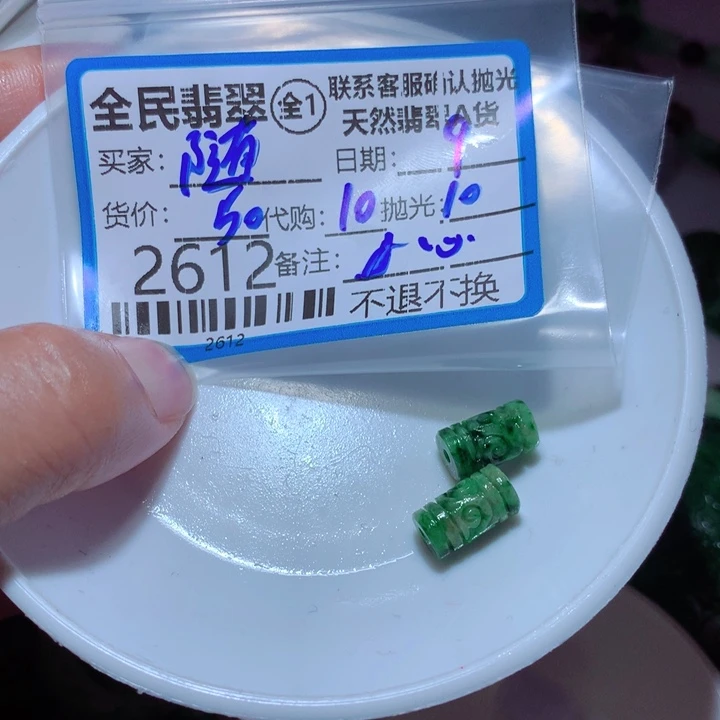 全民翡翠 全1 联系客服确认抛光
天然翡翠A货
买家: 随 日期: 9
货价: 50 代购: 10 抛光: 10
2612 备注:
不退不换
2612